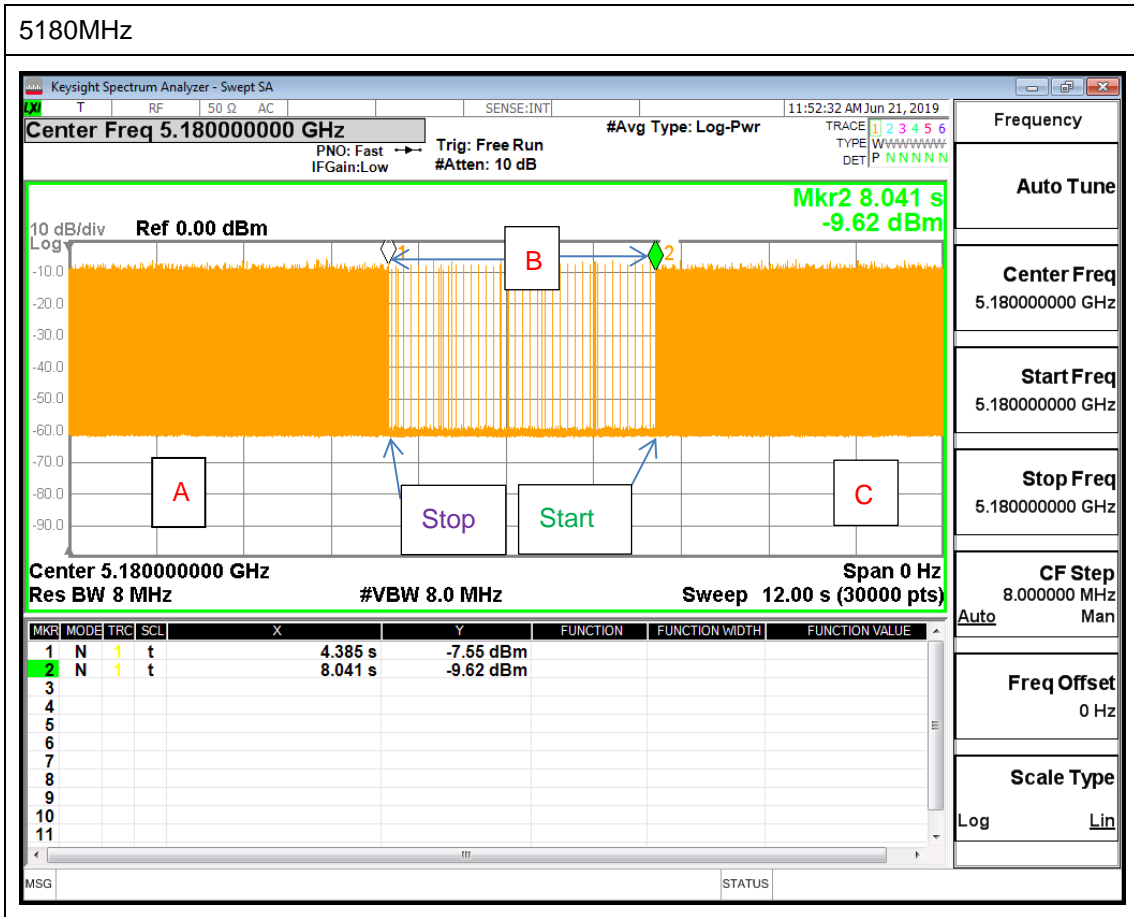 5180MHz
Keysight Spectrum Analyzer - Swept SA
LXI T RF 50 Ω AC SENSE:INT 11:52:32 AM Jun 21, 2019
Center Freq 5.180000000 GHz
PNO: Fast
IFGain:Low
Trig: Free Run
#Atten: 10 dB
#Avg Type: Log-Pwr
TRACE 1 2 3 4 5 6
TYPE WWWWWWW
DET P N N N N N
Mkr2 8.041 s
-9.62 dBm
10 dB/div Ref 0.00 dBm
Log
-10.0
-20.0
-30.0
-40.0
-50.0
-60.0
-70.0
-80.0
-90.0
1
B
2
A
Stop
Start
C
Center 5.180000000 GHz Span 0 Hz
Res BW 8 MHz #VBW 8.0 MHz Sweep 12.00 s (30000 pts)
MKR MODE TRC SCL X Y FUNCTION FUNCTION WIDTH FUNCTION VALUE
1 N 1 t 4.385 s -7.55 dBm
2 N 1 t 8.041 s -9.62 dBm
3
4
5
6
7
8
9
10
11
MSG STATUS
Frequency
Auto Tune
Center Freq
5.180000000 GHz
Start Freq
5.180000000 GHz
Stop Freq
5.180000000 GHz
CF Step
8.000000 MHz
Auto Man
Freq Offset
0 Hz
Scale Type
Log Lin